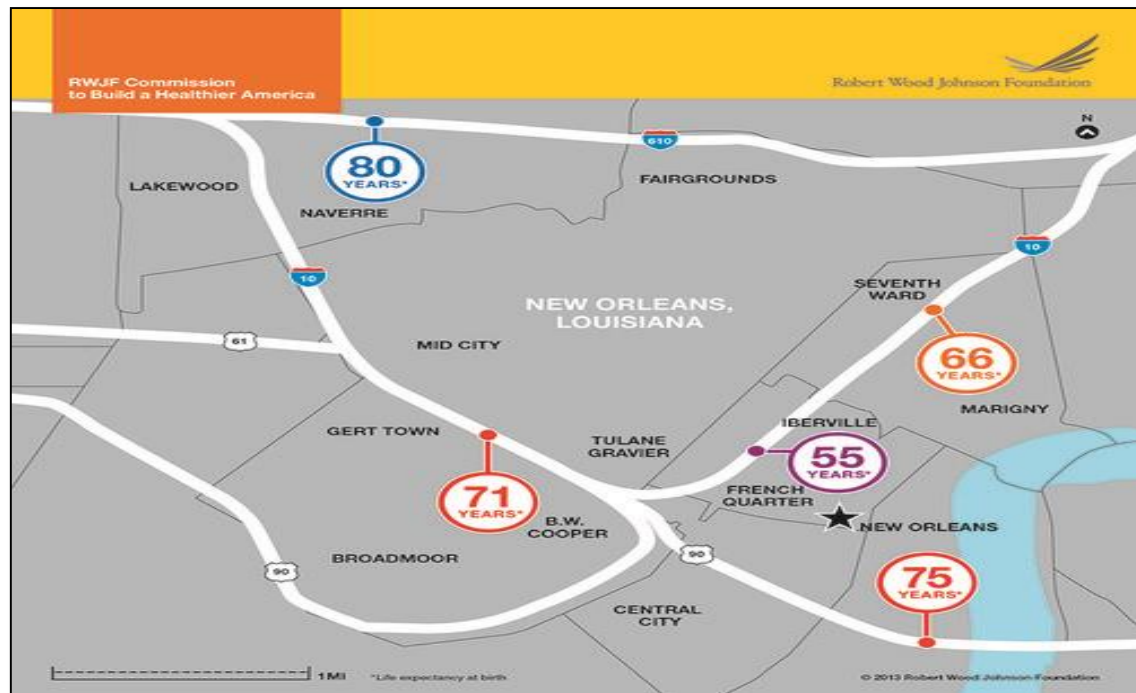 RWJF Commission
to Build a Healthier America
Robert Wood Johnson Foundation
N
610
80
YEARS*
LAKEWOOD
FAIRGROUNDS
NAVERRE
10
10
SEVENTH
WARD
NEW ORLEANS,
LOUISIANA
61
MID CITY
66
YEARS*
MARIGNY
GERT TOWN
IBERVILLE
TULANE
GRAVIER
55
YEARS*
71
YEARS*
FRENCH
QUARTER
B.W.
COOPER
NEW ORLEANS
BROADMOOR
90
90
75
YEARS*
CENTRAL
CITY
1 MI
*Life expectancy at birth
© 2013 Robert Wood Johnson Foundation